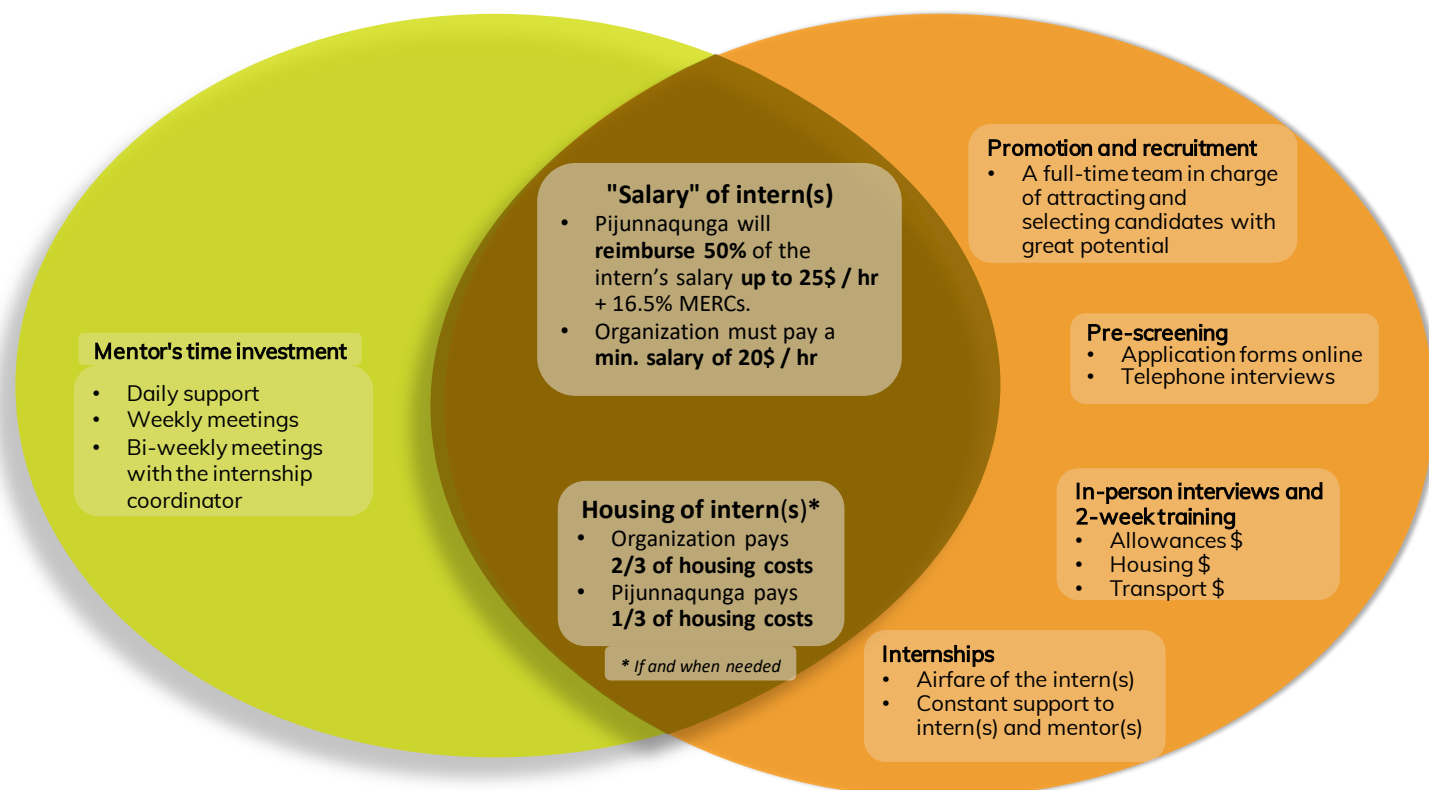 Mentor's time investment
• Daily support
• Weekly meetings
• Bi-weekly meetings
with the internship
coordinator
"Salary" of intern(s)
• Pijunnaqunga will
reimburse 50% of the
intern's salary up to 25$ / hr
+ 16.5% MERCs.
• Organization must pay a
min. salary of 20$ / hr
Housing of intern(s)*
• Organization pays
2/3 of housing costs
• Pijunnaqunga pays
1/3 of housing costs
* If and when needed
Promotion and recruitment
• A full-time team in charge
of attracting and
selecting candidates with
great potential
Pre-screening
• Application forms online
• Telephone interviews
In-person interviews and
2-week training
• Allowances $
• Housing $
• Transport $
Internships
• Airfare of the intern(s)
• Constant support to
intern(s) and mentor(s)